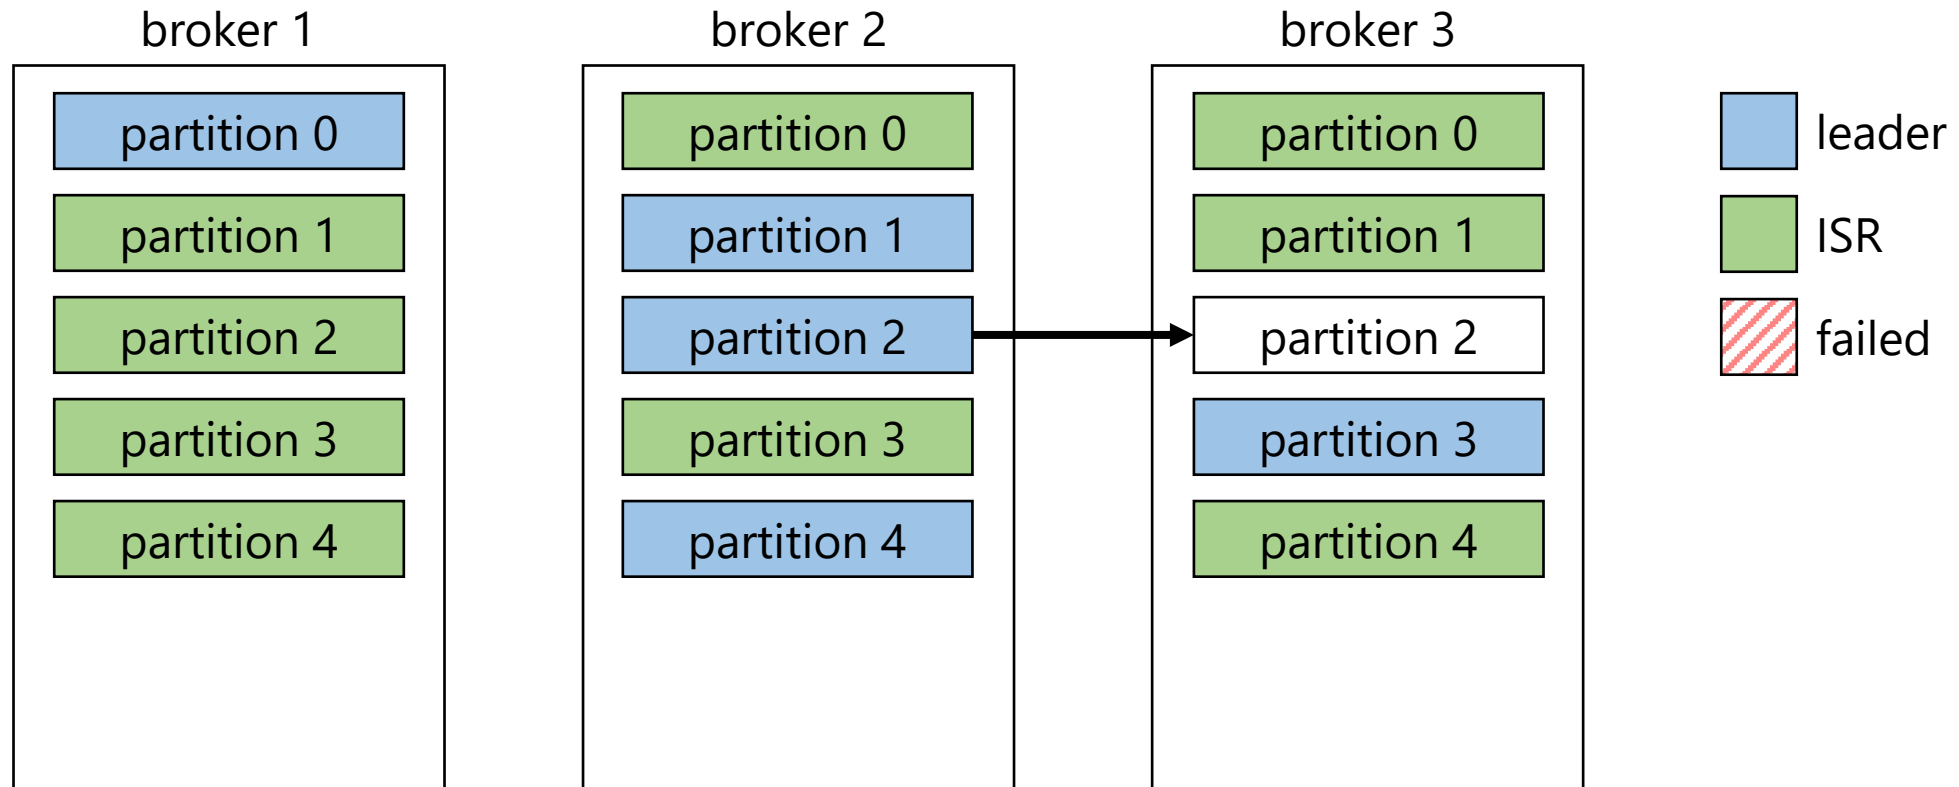 broker 1
partition 0
partition 1
partition 2
partition 3
partition 4
broker 2
partition 0
partition 1
partition 2
partition 3
partition 4
broker 3
partition 0
partition 1
partition 2
partition 3
partition 4
leader
ISR
failed